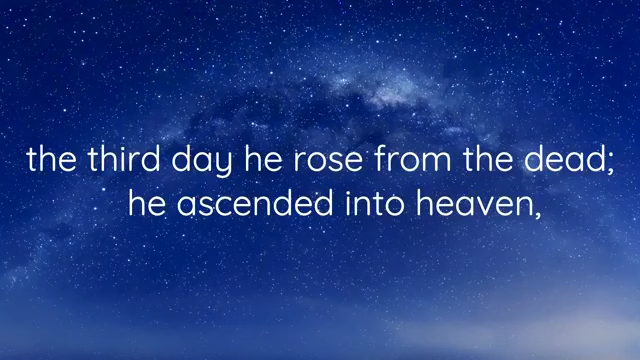 the third day he rose from the dead;
he ascended into heaven,